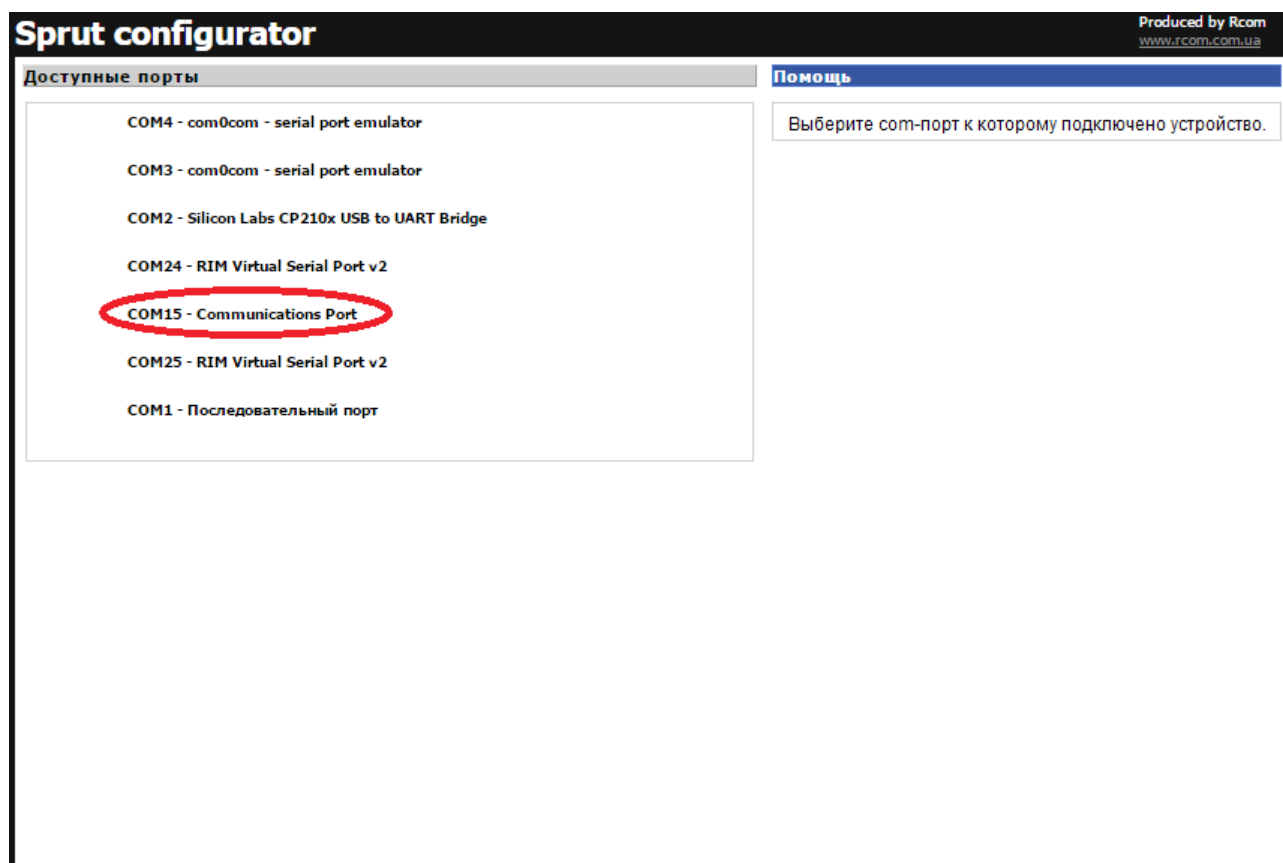 Sprut configurator
Produced by Rcom
www.rcom.com.ua
Доступные порты
COM4 - com0com - serial port emulator
COM3 - com0com - serial port emulator
COM2 - Silicon Labs CP210x USB to UART Bridge
COM24 - RIM Virtual Serial Port v2
COM15 - Communications Port
COM25 - RIM Virtual Serial Port v2
COM1 - Последовательный порт
Помощь
Выберите com-порт к которому подключено устройство.